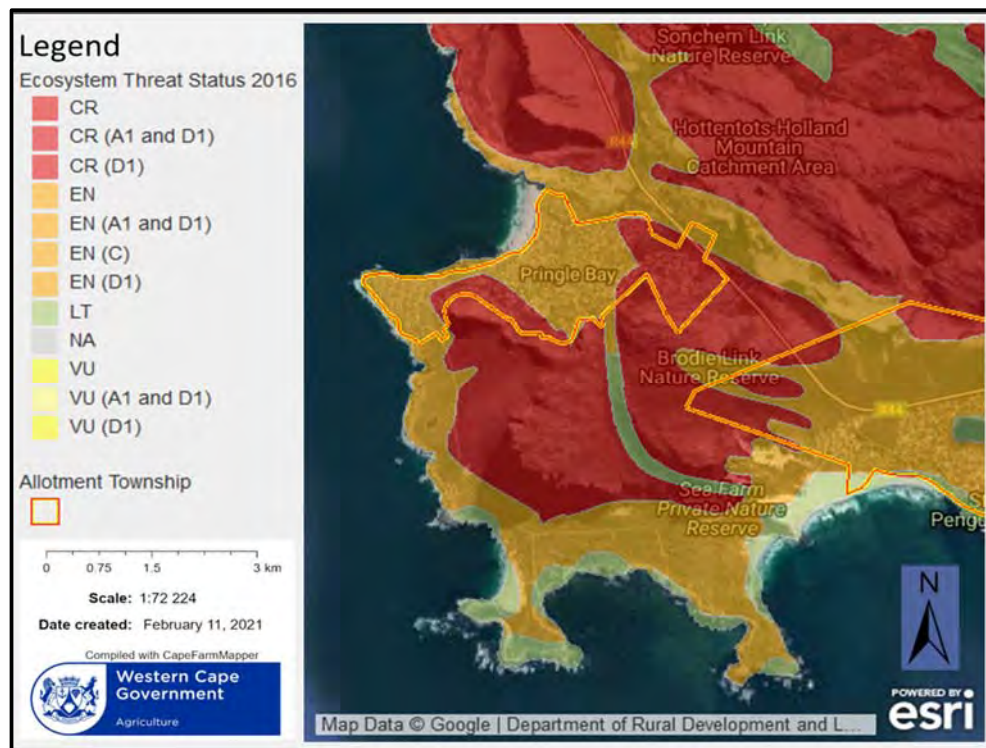 Legend
Ecosystem Threat Status 2016
CR
CR (A1 and D1)
CR (D1)
EN
EN (A1 and D1)
EN (C)
EN (D1)
LT
NA
VU
VU (A1 and D1)
VU (D1)
Allotment Township
0 0.75 1.5 3 km
Scale: 1:72 224
Date created: February 11, 2021
Compiled with CapeFarmMapper
Western Cape
Government
Agriculture
Sonchem Link
Nature Reserve
R44
Hottentots-Holland
Mountain
Catchment Area
Pringle Bay
Brodie Link
Nature Reserve
R44
Sea Farm
Private Nature
Reserve
St
Pengu
N
POWERED BY
esri
Map Data © Google | Department of Rural Development and L...